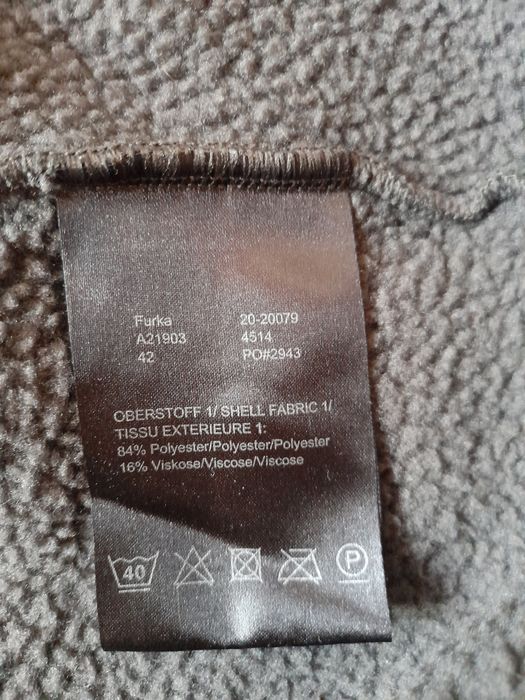 Furka 20-20079
A21903 4514
42 PO#2943
OBERSTOFF 1/ SHELL FABRIC 1/
TISSU EXTERIEURE 1:
84% Polyester/Polyester/Polyester
16% Viskose/Viscose/Viscose
40 P